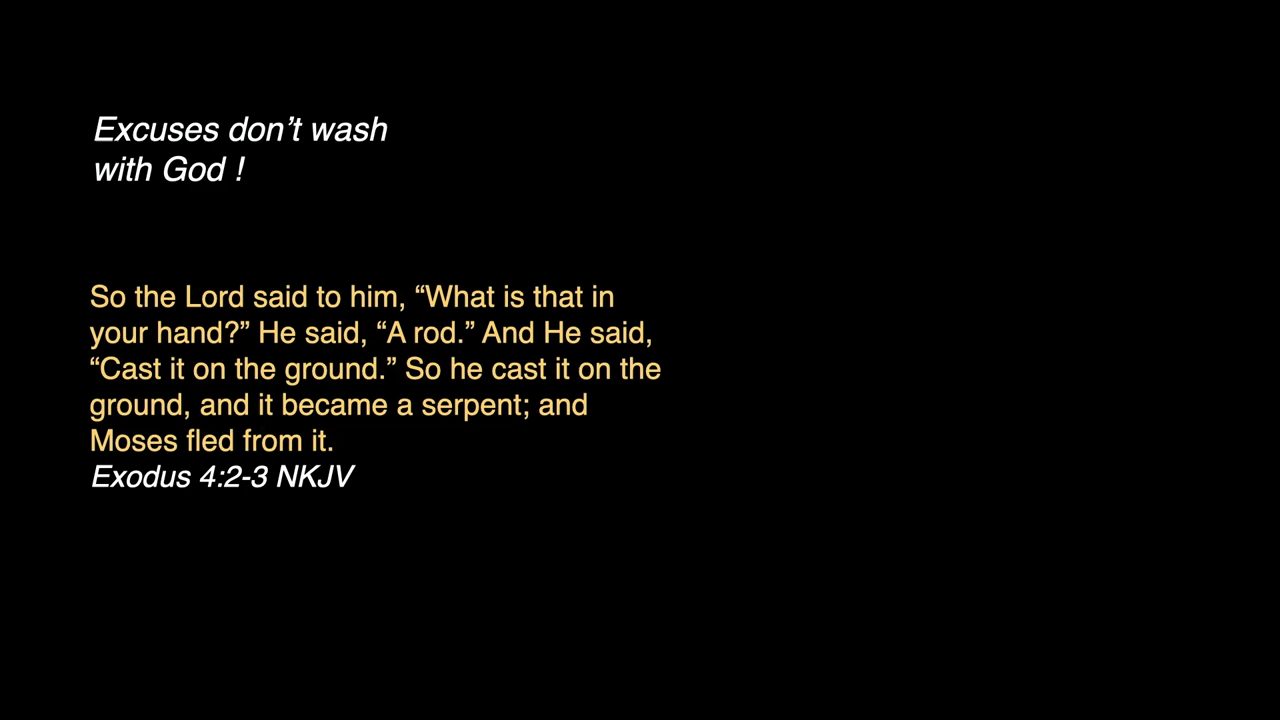 Excuses don’t wash
with God !
So the Lord said to him, “What is that in
your hand?” He said, “A rod.” And He said,
“Cast it on the ground.” So he cast it on the
ground, and it became a serpent; and
Moses fled from it.
Exodus 4:2-3 NKJV